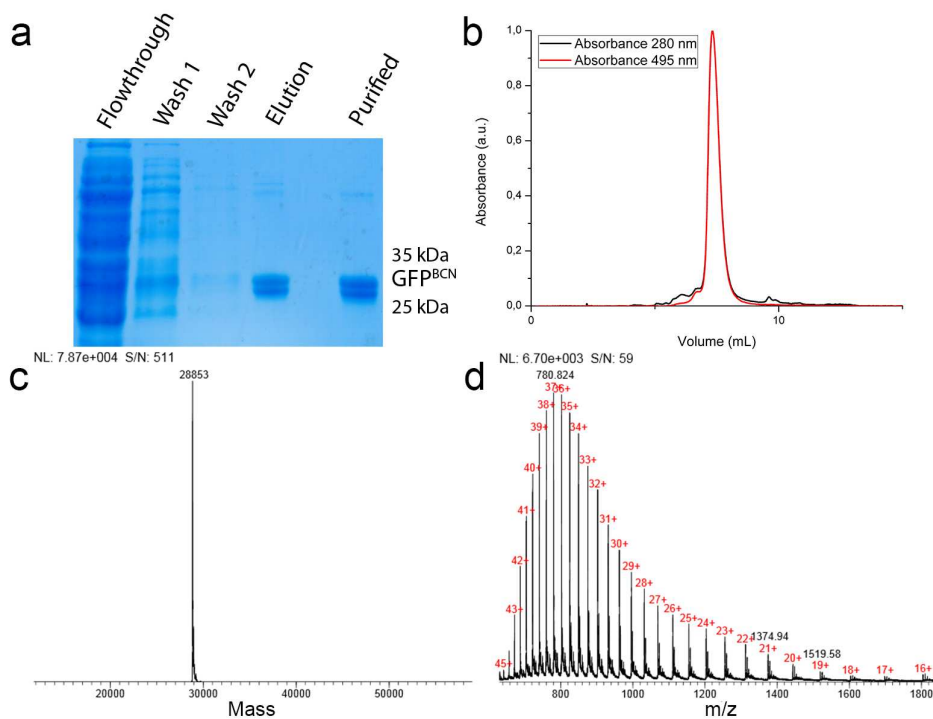 a
Flowthrough
Wash 1
Wash 2
Elution
Purified
35 kDa
GFPᴮᶜᴺ
25 kDa
b
Absorbance 280 nm
Absorbance 495 nm
1,0
0,8
0,6
0,4
0,2
0,0
Absorbance (a.u.)
0
10
Volume (mL)
NL: 7.87e+004 S/N: 511
c
28853
20000
30000
40000
50000
Mass
NL: 6.70e+003 S/N: 59
d
780.824
37+
36+
38+
35+
39+
34+
33+
40+
32+
41+
31+
30+
42+
29+
28+
43+
27+
26+
25+
24+
23+
22+
1374.94
21+
1519.58
20+
45+
19+
18+
17+
16+
800
1000
1200
1400
1600
1800
m/z